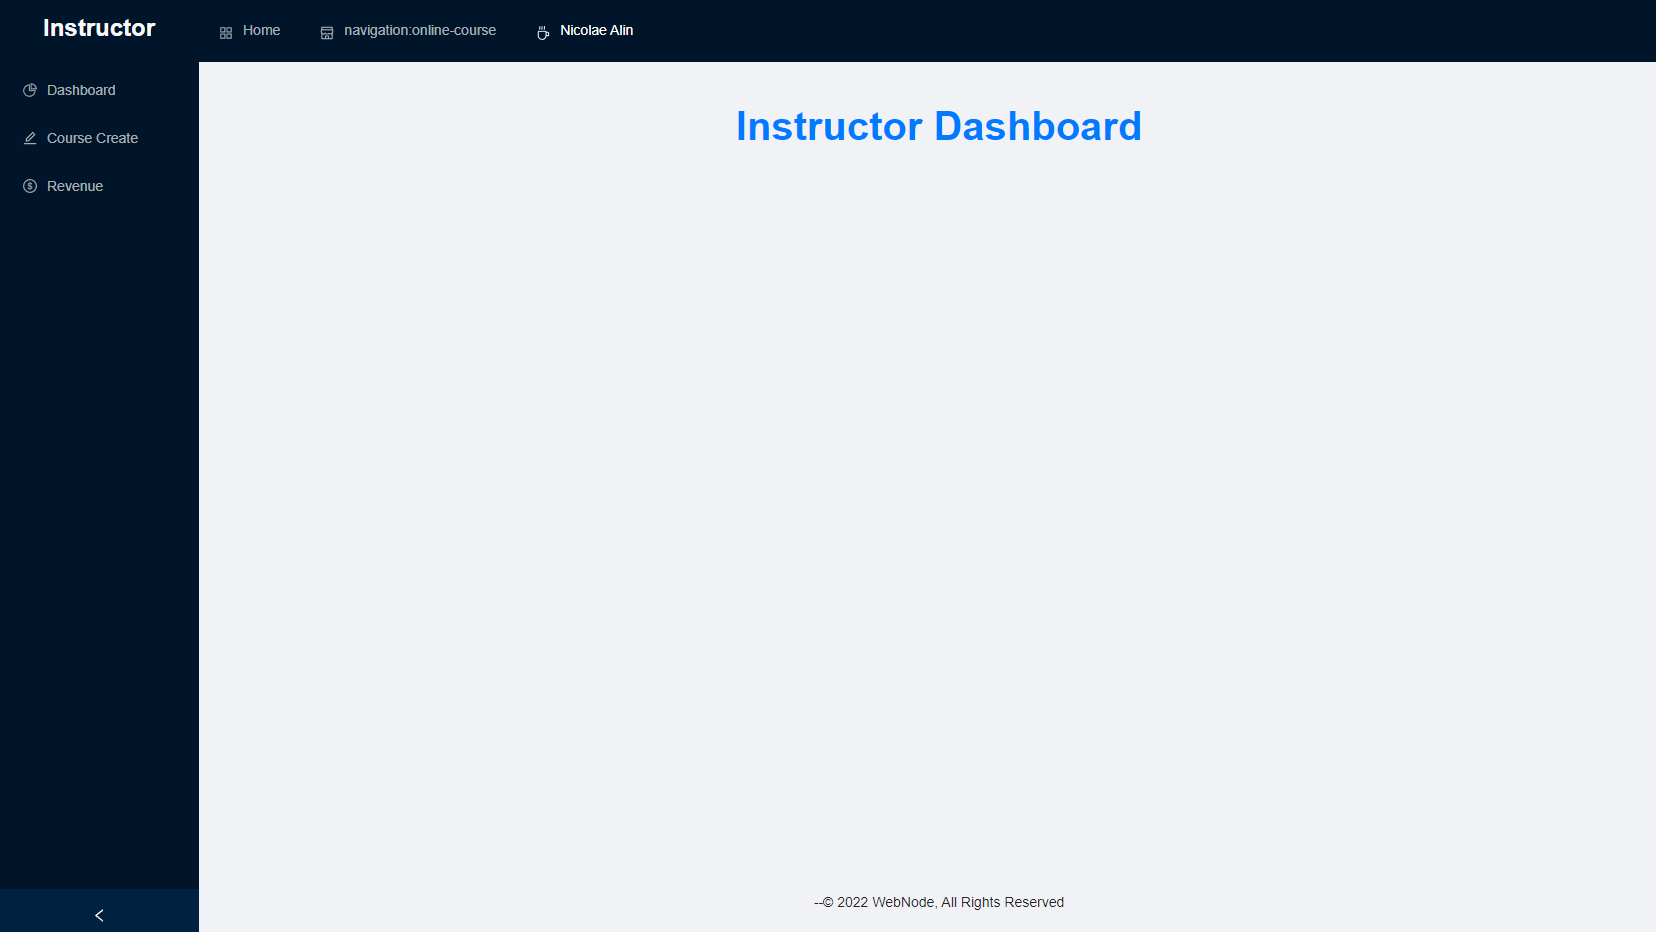 Instructor
Home
navigation:online-course
Nicolae Alin
Dashboard
Course Create
Revenue
Instructor Dashboard
--© 2022 WebNode, All Rights Reserved